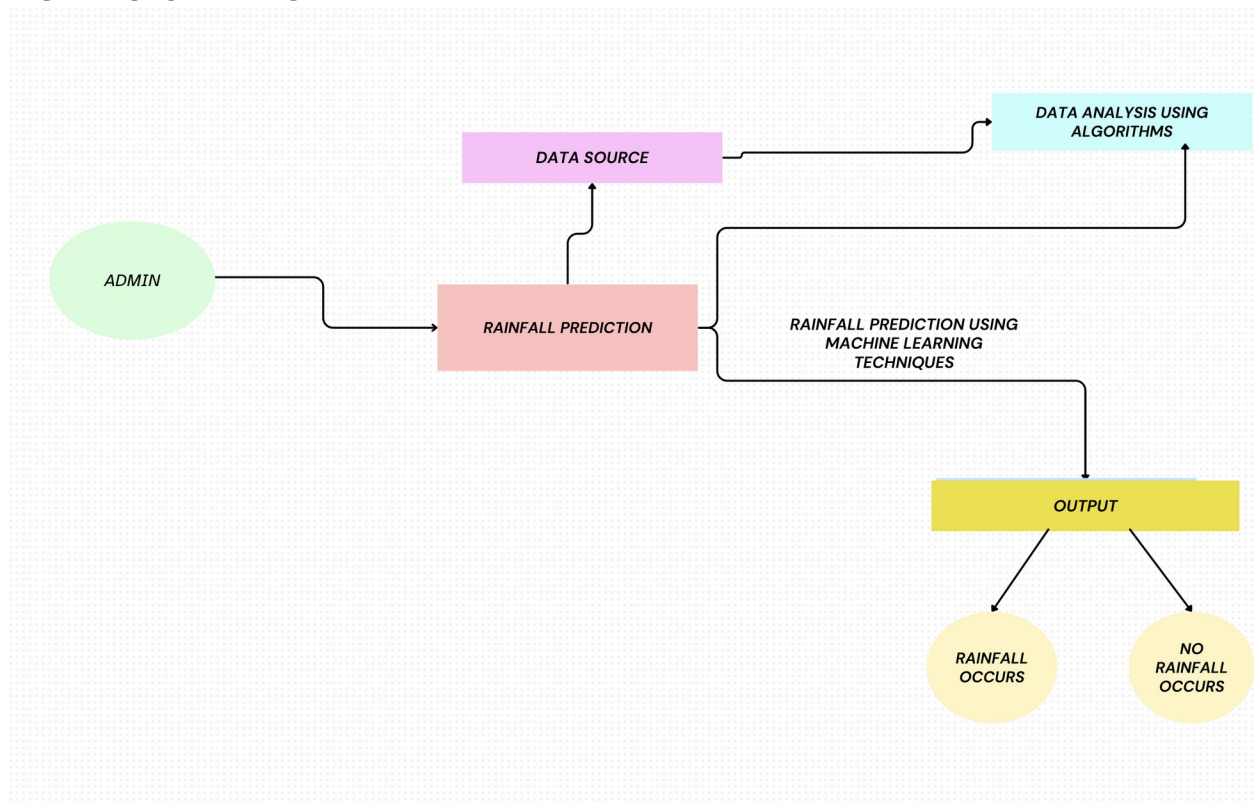 DATA ANALYSIS USING
ALGORITHMS
DATA SOURCE
ADMIN
RAINFALL PREDICTION
RAINFALL PREDICTION USING
MACHINE LEARNING
TECHNIQUES
OUTPUT
RAINFALL
OCCURS
NO
RAINFALL
OCCURS